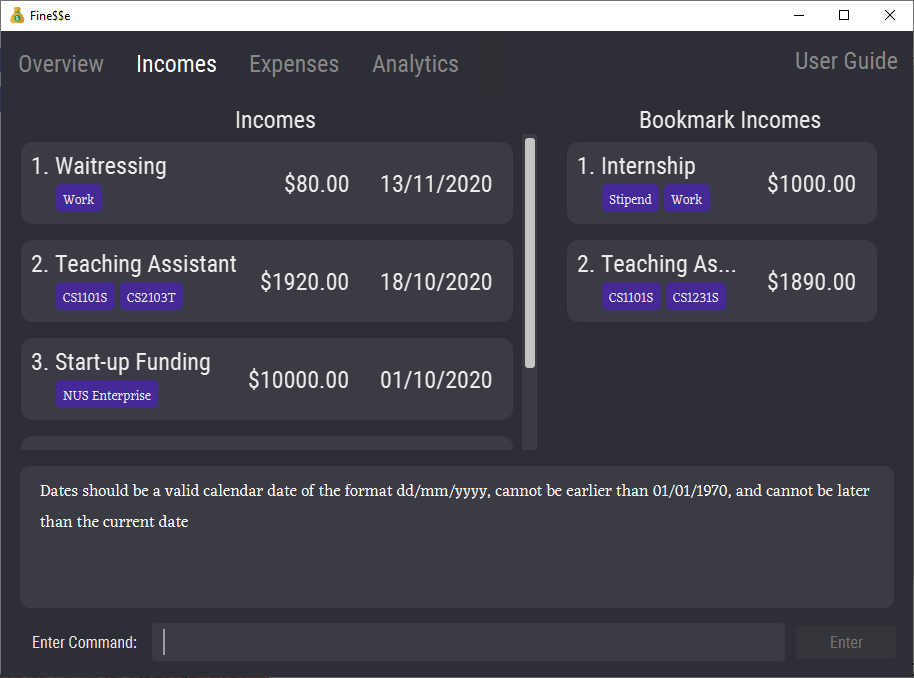 Fine$$e
Overview Incomes Expenses Analytics User Guide
Incomes
1. Waitressing
Work
$80.00 13/11/2020
2. Teaching Assistant
CS1101S CS2103T
$1920.00 18/10/2020
3. Start-up Funding
NUS Enterprise
$10000.00 01/10/2020
Bookmark Incomes
1. Internship
Stipend Work
$1000.00
2. Teaching As...
CS1101S CS1231S
$1890.00
Dates should be a valid calendar date of the format dd/mm/yyyy, cannot be earlier than 01/01/1970, and cannot be later
than the current date
Enter Command: Enter